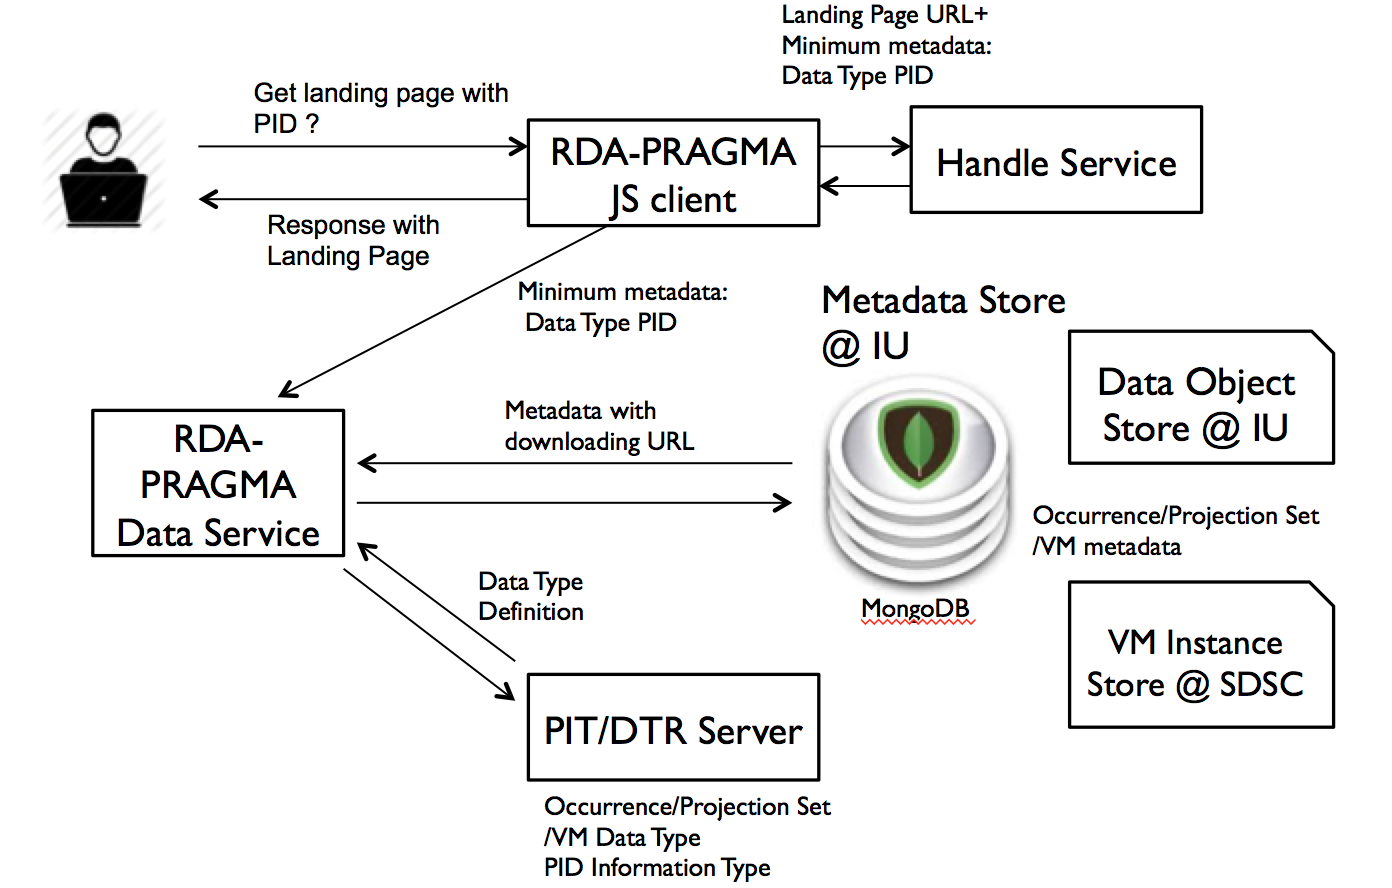 Landing Page URL+
Minimum metadata:
Data Type PID
Get landing page with
PID ?
RDA-PRAGMA
JS client
Handle Service
Response with
Landing Page
Minimum metadata:
Data Type PID
Metadata Store
@ IU
Data Object
Store @ IU
RDA-
PRAGMA
Data Service
Metadata with
downloading URL
Occurrence/Projection Set
/VM metadata
MongoDB
Data Type
Definition
VM Instance
Store @ SDSC
PIT/DTR Server
Occurrence/Projection Set
/VM Data Type
PID Information Type